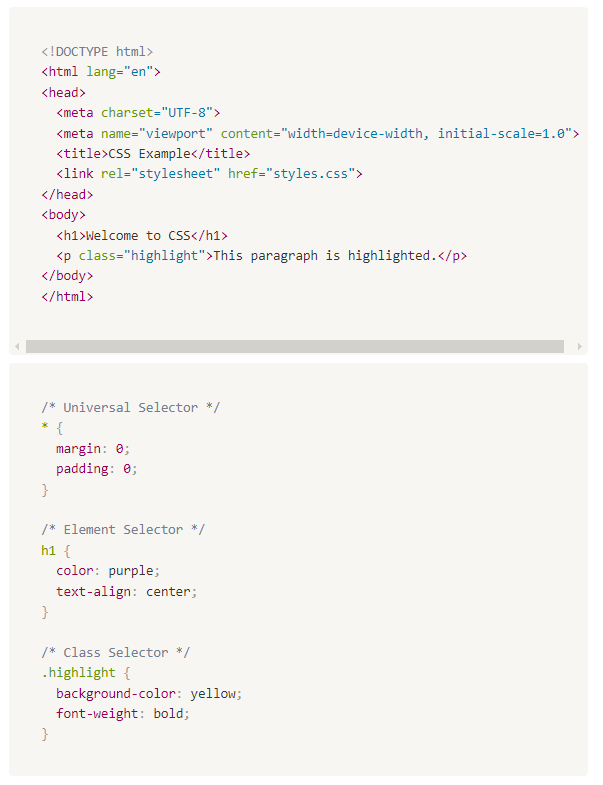 <!DOCTYPE html>
<html lang="en">
<head>
  <meta charset="UTF-8">
  <meta name="viewport" content="width=device-width, initial-scale=1.0">
  <title>CSS Example</title>
  <link rel="stylesheet" href="styles.css">
</head>
<body>
  <h1>Welcome to CSS</h1>
  <p class="highlight">This paragraph is highlighted.</p>
</body>
</html>
/* Universal Selector */
* {
  margin: 0;
  padding: 0;
}
/* Element Selector */
h1 {
  color: purple;
  text-align: center;
}
/* Class Selector */
.highlight {
  background-color: yellow;
  font-weight: bold;
}